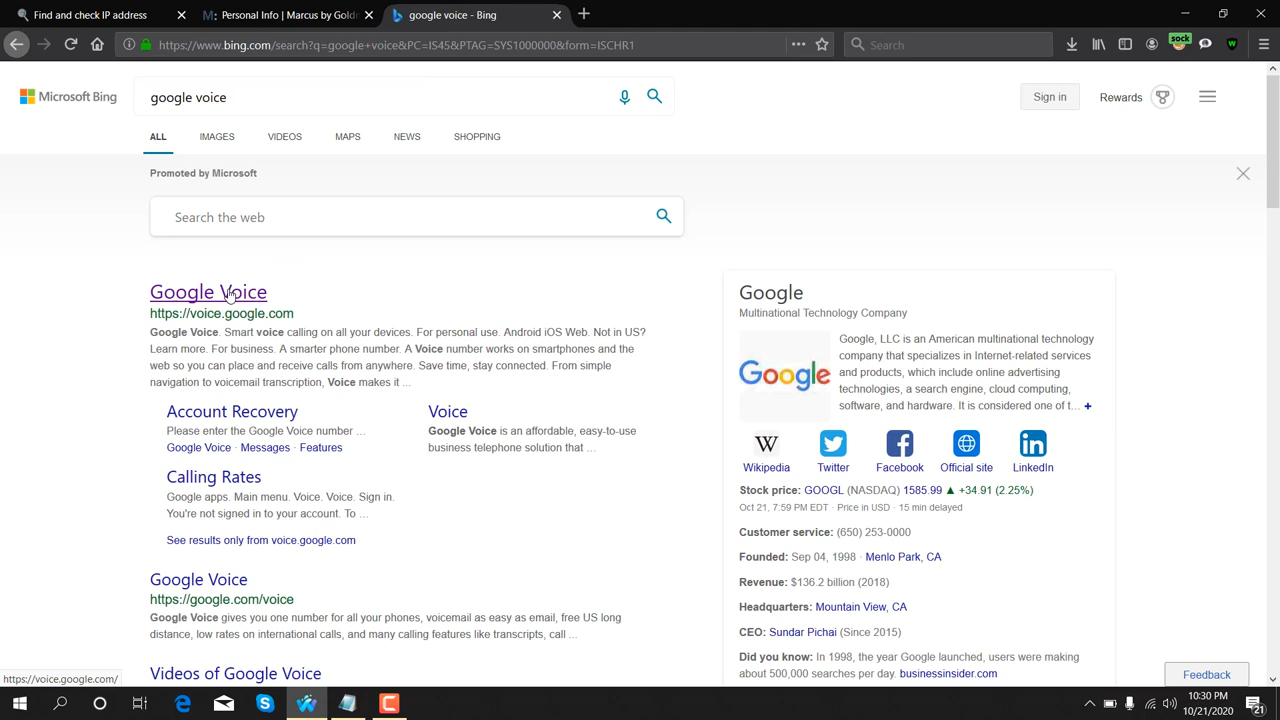 Find and check IP address
M: Personal Info | Marcus by Goldm
google voice - Bing
https://www.bing.com/search?q=google+voice&PC=IS45&PTAG=SYS1000000&form=ISCHR1
Search
sock
Microsoft Bing
google voice
Sign in
Rewards
ALL
IMAGES
VIDEOS
MAPS
NEWS
SHOPPING
Promoted by Microsoft
Search the web
Google Voice
https://voice.google.com
Google Voice. Smart voice calling on all your devices. For personal use. Android iOS Web. Not in US?
Learn more. For business. A smarter phone number. A Voice number works on smartphones and the
web so you can place and receive calls from anywhere. Save time, stay connected. From simple
navigation to voicemail transcription, Voice makes it ...
Account Recovery
Please enter the Google Voice number ...
Google Voice · Messages · Features
Voice
Google Voice is an affordable, easy-to-use
business telephone solution that ...
Calling Rates
Google apps. Main menu. Voice. Voice. Sign in.
You're not signed in to your account. To ...
See results only from voice.google.com
Google Voice
https://google.com/voice
Google Voice gives you one number for all your phones, voicemail as easy as email, free US long
distance, low rates on international calls, and many calling features like transcripts, call ...
Videos of Google Voice
Google
Multinational Technology Company
Google
Google, LLC is an American multinational technology
company that specializes in Internet-related services
and products, which include online advertising
technologies, a search engine, cloud computing,
software, and hardware. It is considered one of t... +
W
Wikipedia
Twitter
Facebook
Official site
in
LinkedIn
Stock price: GOOGL (NASDAQ) 1585.99 ▲ +34.91 (2.25%)
Oct 21, 7:59 PM EDT · Price in USD · 15 min delayed
Customer service: (650) 253-0000
Founded: Sep 04, 1998 · Menlo Park, CA
Revenue: $136.2 billion (2018)
Headquarters: Mountain View, CA
CEO: Sundar Pichai (Since 2015)
Did you know: In 1998, the year Google launched, users were making
about 500,000 searches per day. businessinsider.com
Feedback
https://voice.google.com/
10:30 PM
10/21/2020
21